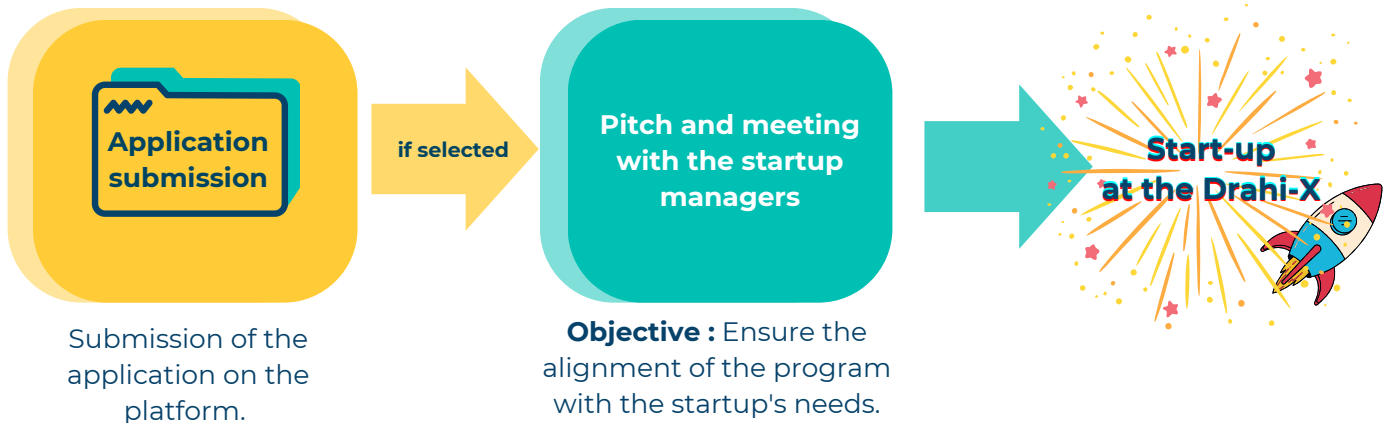 Application
submission
Submission of the
application on the
platform.
if selected
Pitch and meeting
with the startup
managers
Objective : Ensure the
alignment of the program
with the startup's needs.
Start-up
at the Drahi-X